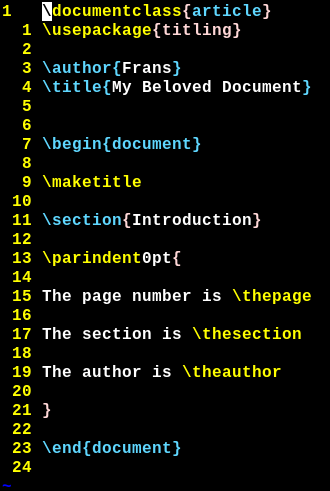 1 \documentclass{article}
1 \usepackage{titling}
2
3 \author{Frans}
4 \title{My Beloved Document}
5
6
7 \begin{document}
8
9 \maketitle
10
11 \section{Introduction}
12
13 \parindent0pt{
14
15 The page number is \thepage
16
17 The section is \thesection
18
19 The author is \theauthor
20
21 }
22
23 \end{document}
24
~